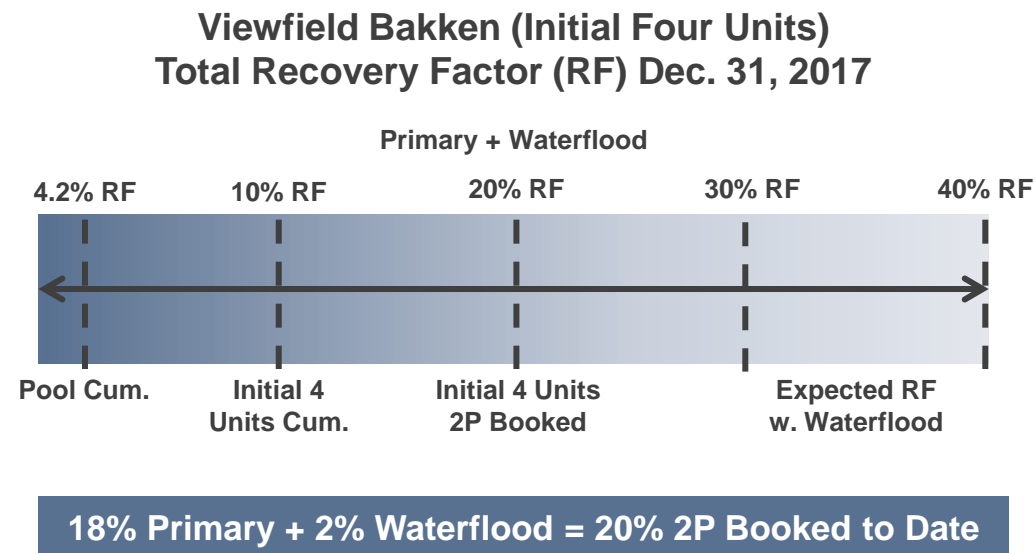 Viewfield Bakken (Initial Four Units)
Total Recovery Factor (RF) Dec. 31, 2017
Primary + Waterflood
4.2% RF
10% RF
20% RF
30% RF
40% RF
Pool Cum.
Initial 4
Units Cum.
Initial 4 Units
2P Booked
Expected RF
w. Waterflood
18% Primary + 2% Waterflood = 20% 2P Booked to Date